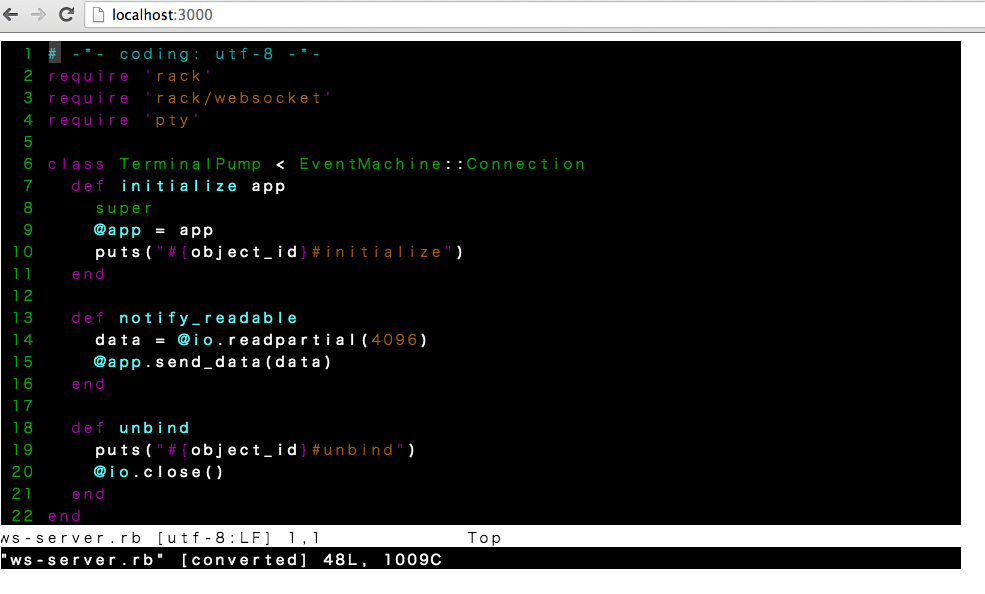 localhost:3000
1 # -*- coding: utf-8 -*-
2 require 'rack'
3 require 'rack/websocket'
4 require 'pty'
5
6 class TerminalPump < EventMachine::Connection
7   def initialize app
8     super
9     @app = app
10     puts("#{object_id}#initialize")
11   end
12
13   def notify_readable
14     data = @io.readpartial(4096)
15     @app.send_data(data)
16   end
17
18   def unbind
19     puts("#{object_id}#unbind")
20     @io.close()
21   end
22 end
ws-server.rb [utf-8:LF] 1,1 Top
"ws-server.rb" [converted] 48L, 1009C